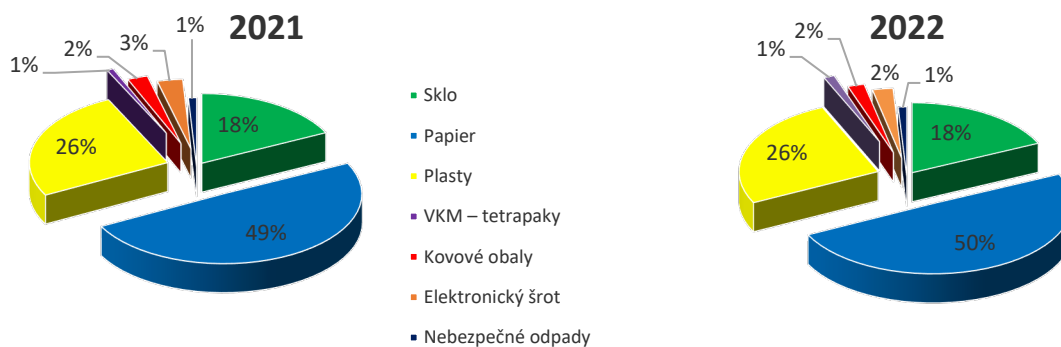 2021
1%
2%
3%
1%
18%
26%
49%
Sklo
Papier
Plasty
VKM – tetrapaky
Kovové obaly
Elektronický šrot
Nebezpečné odpady
2022
1%
2%
2%
1%
18%
26%
50%